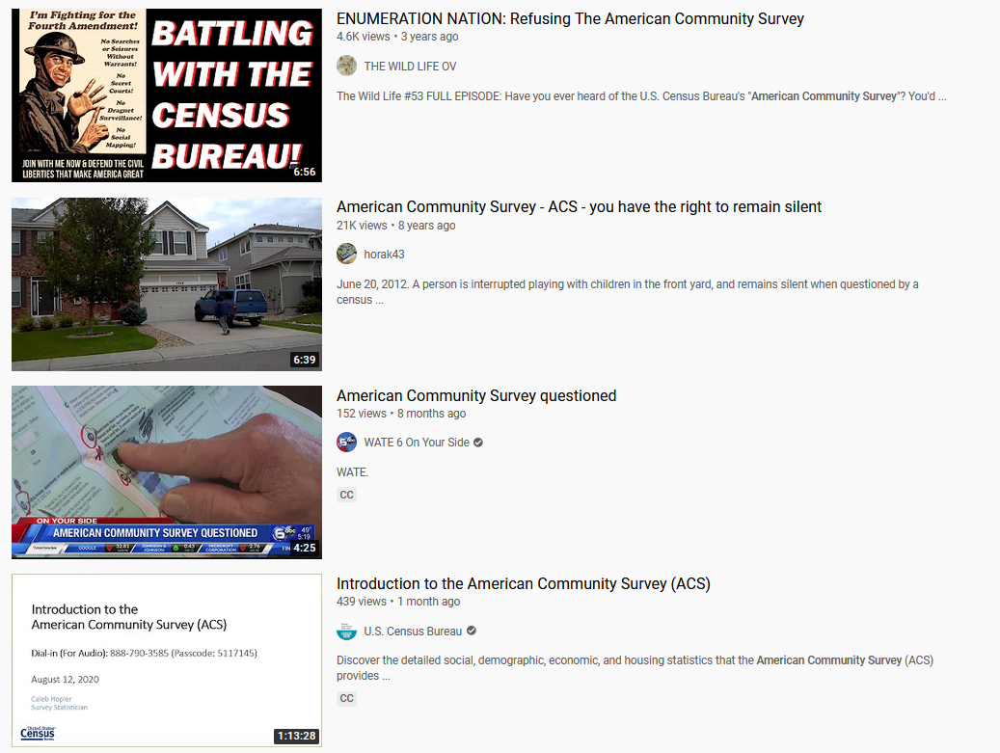 I'm Fighting for the
Fourth Amendment!
No Searches
or Seizures
Without
Warrants!
No
Secret
Courts!
No
Dragnet
Surveillance!
No
Social
Mapping!
JOIN WITH ME NOW & DEFEND THE CIVIL
LIBERTIES THAT MAKE AMERICA GREAT
BATTLING
WITH THE
CENSUS
BUREAU!
6:56
ENUMERATION NATION: Refusing The American Community Survey
4.6K views • 3 years ago
THE WILD LIFE OV
The Wild Life #53 FULL EPISODE: Have you ever heard of the U.S. Census Bureau's "American Community Survey"? You'd ...
6:39
American Community Survey - ACS - you have the right to remain silent
21K views • 8 years ago
horak43
June 20, 2012. A person is interrupted playing with children in the front yard, and remains silent when questioned by a
census ...
ON YOUR SIDE
AMERICAN COMMUNITY SURVEY QUESTIONED
6 abc 49°
5:19
GOOGLE 32.81 JOHNSON & JOHNSON 0.43 MICROSOFT CORPORATION 2.76 FIN
4:25
American Community Survey questioned
152 views • 8 months ago
WATE 6 On Your Side
WATE.
CC
Introduction to the
American Community Survey (ACS)
Dial-in (For Audio): 888-790-3585 (Passcode: 5117145)
August 12, 2020
Caleb Hopler
Survey Statistician
United States
Census
Bureau
1:13:28
Introduction to the American Community Survey (ACS)
439 views • 1 month ago
U.S. Census Bureau
Discover the detailed social, demographic, economic, and housing statistics that the American Community Survey (ACS)
provides ...
CC